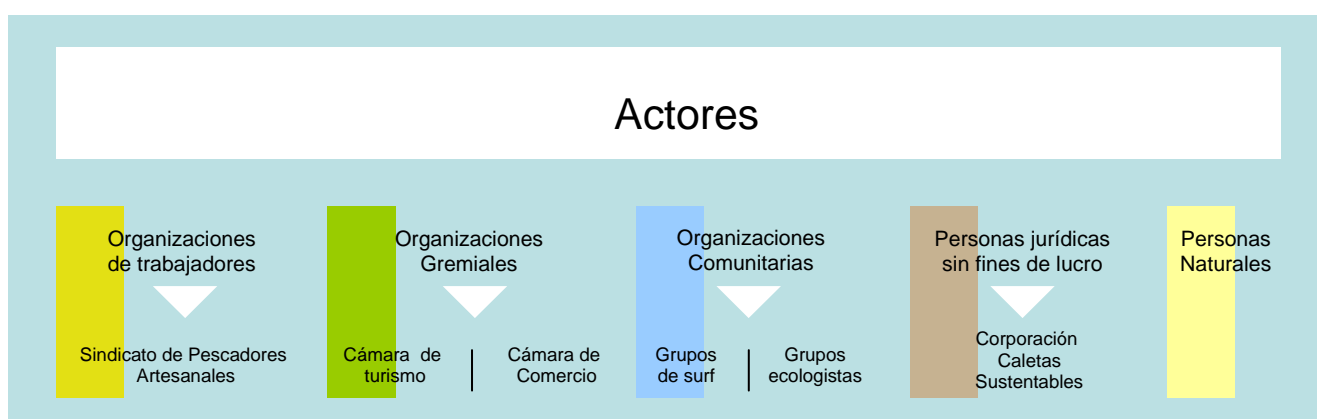 Actores
Organizaciones
de trabajadores
Sindicato de Pescadores
Artesanales
Organizaciones
Gremiales
Cámara de
turismo
Cámara de
Comercio
Organizaciones
Comunitarias
Grupos
de surf
Grupos
ecologistas
Personas jurídicas
sin fines de lucro
Corporación
Caletas
Sustentables
Personas
Naturales